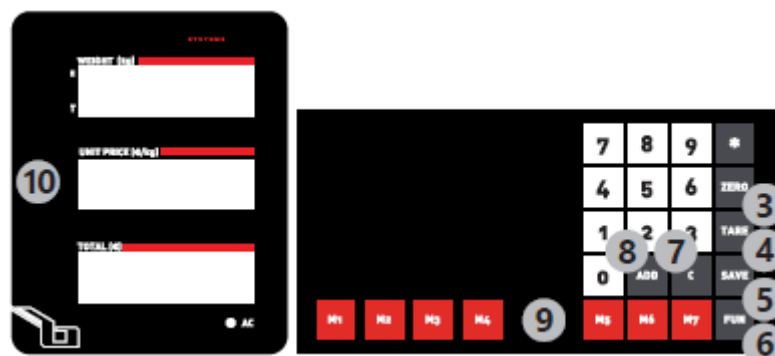 SYSTEMS
WEIGHT (kg)
T
UNIT PRICE (€/kg)
10
TOTAL (€)
AC
7 8 9 *
4 5 6 ZERO
3
1 2 3 TARE
8 7 4
0 ADD C SAVE
5
M1 M2 M3 M4 9 M5 M6 M7 FUN
6